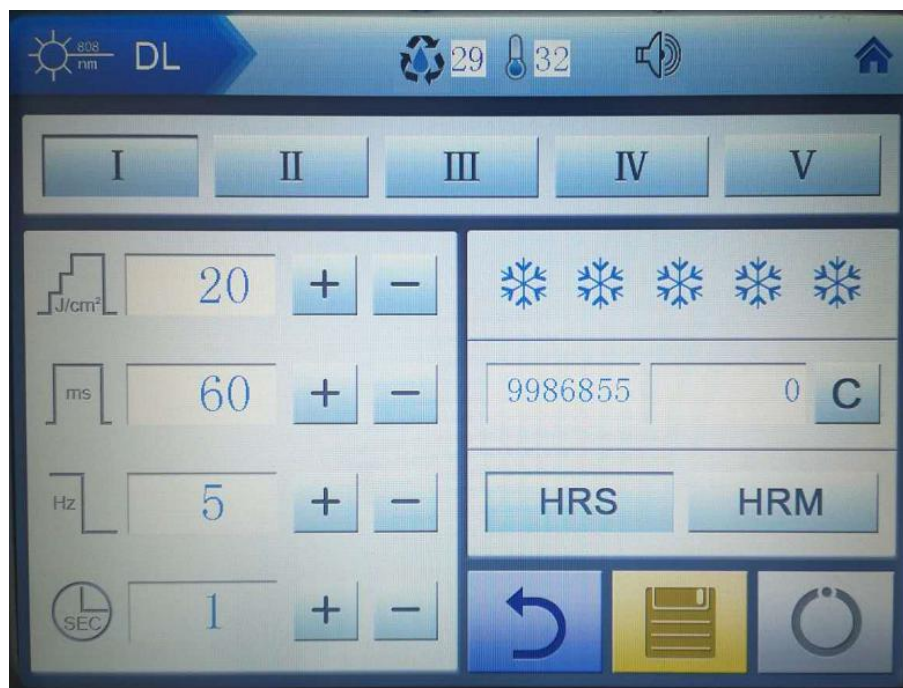 808
nm DL 29 32
I II III IV V
J/cm² 20 + −
ms 60 + −
9986855 0 C
Hz 5 + −
HRS HRM
SEC 1 + −